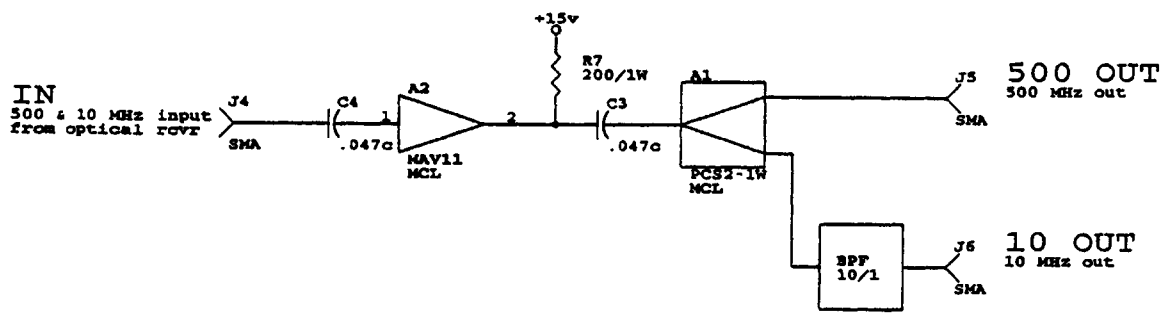 +15v
R7
200/1W
IN
500 & 10 MHz input
from optical rcvr
J4
SMA
C4
.047c
1
A2
MAV11
MCL
2
C3
.047c
A1
PCS2-1W
MCL
J5
SMA
500 OUT
500 MHz out
BPF
10/1
J6
SMA
10 OUT
10 MHz out